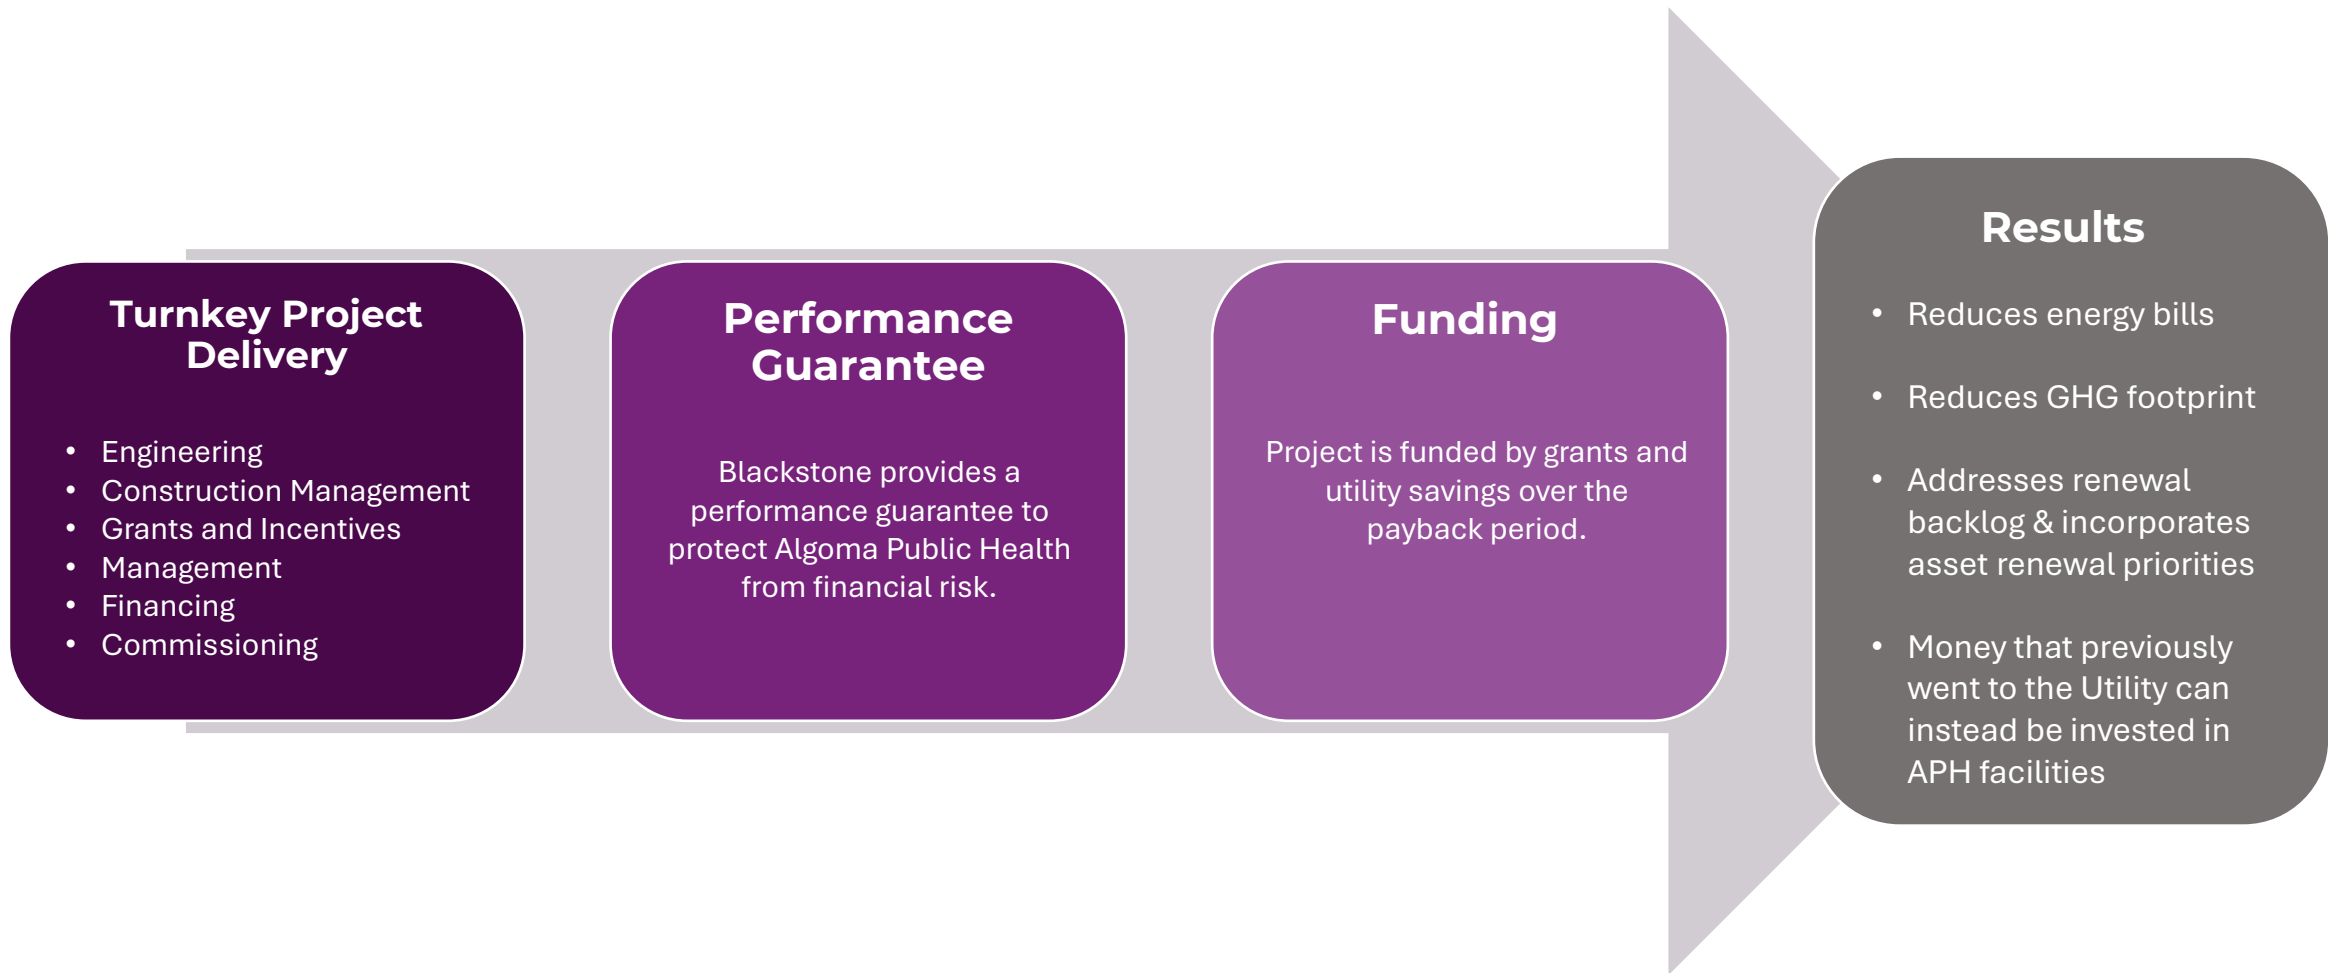 Turnkey Project
Delivery
• Engineering
• Construction Management
• Grants and Incentives
• Management
• Financing
• Commissioning
Performance
Guarantee
Blackstone provides a
performance guarantee to
protect Algoma Public Health
from financial risk.
Funding
Project is funded by grants and
utility savings over the
payback period.
Results
• Reduces energy bills
• Reduces GHG footprint
• Addresses renewal
backlog & incorporates
asset renewal priorities
• Money that previously
went to the Utility can
instead be invested in
APH facilities